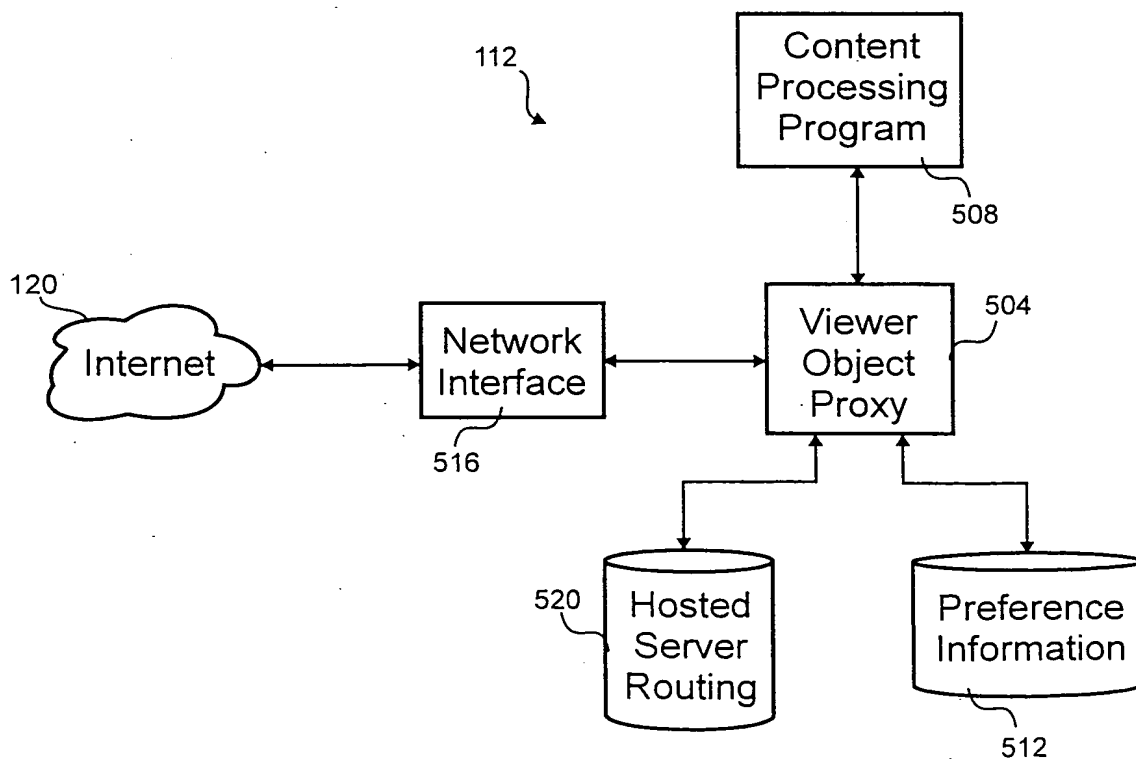 112
Content
Processing
Program
508
120
Internet
Network
Interface
516
504
Viewer
Object
Proxy
520
Hosted
Server
Routing
Preference
Information
512